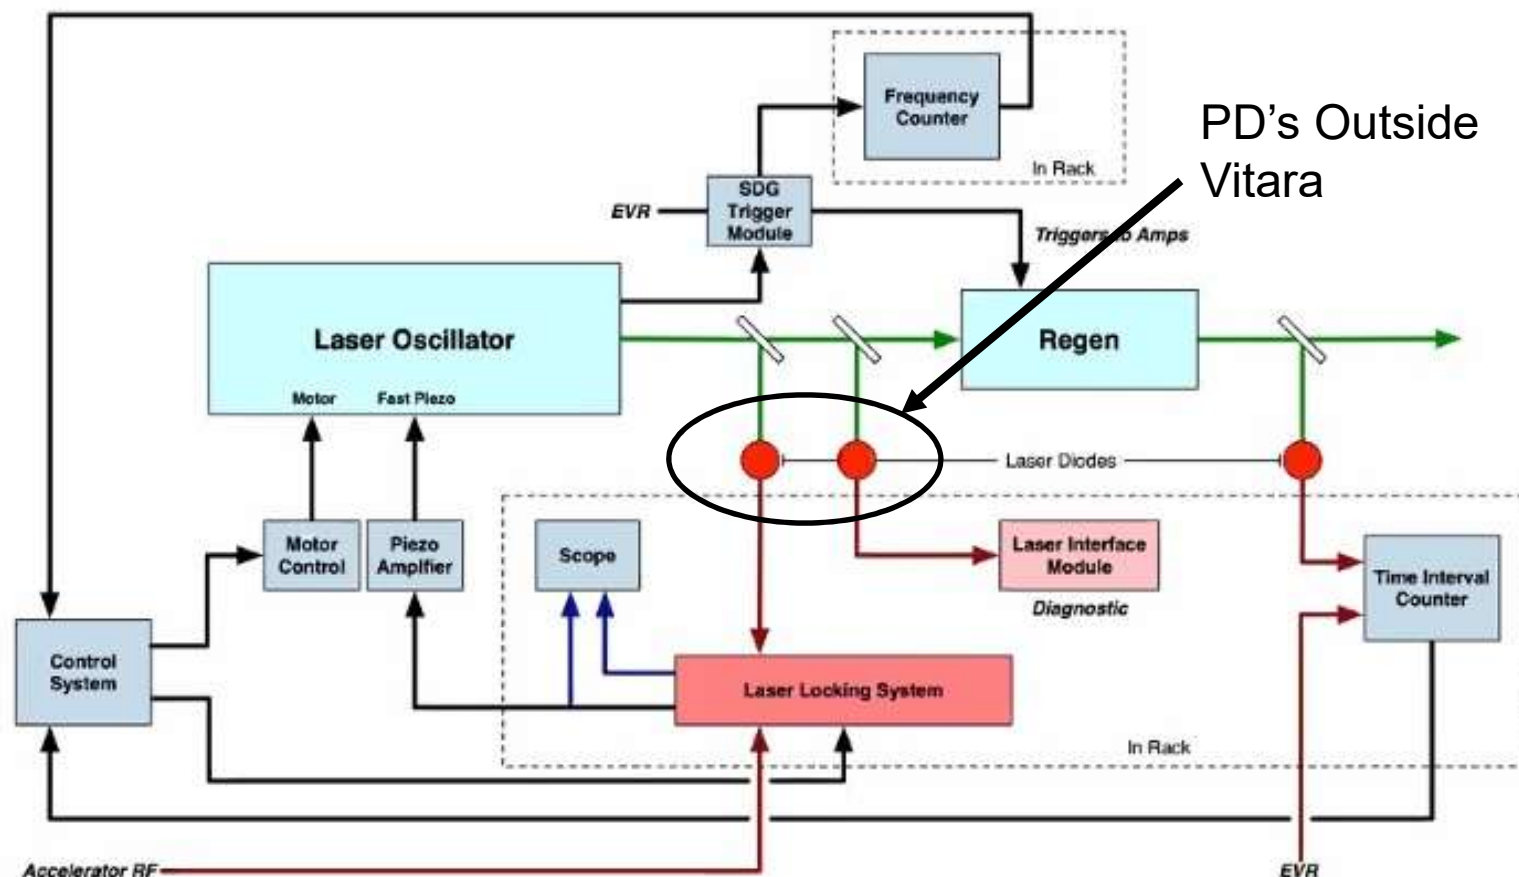 Frequency
Counter
In Rack
PD’s Outside
Vitara
SDG
Trigger
Module
EVR
Triggers to Amps
Laser Oscillator
Regen
Motor
Fast Piezo
Laser Diodes
Motor
Control
Piezo
Amplfier
Scope
Laser Interface
Module
Diagnostic
Time Interval
Counter
Control
System
Laser Locking System
In Rack
Accelerator RF
EVR